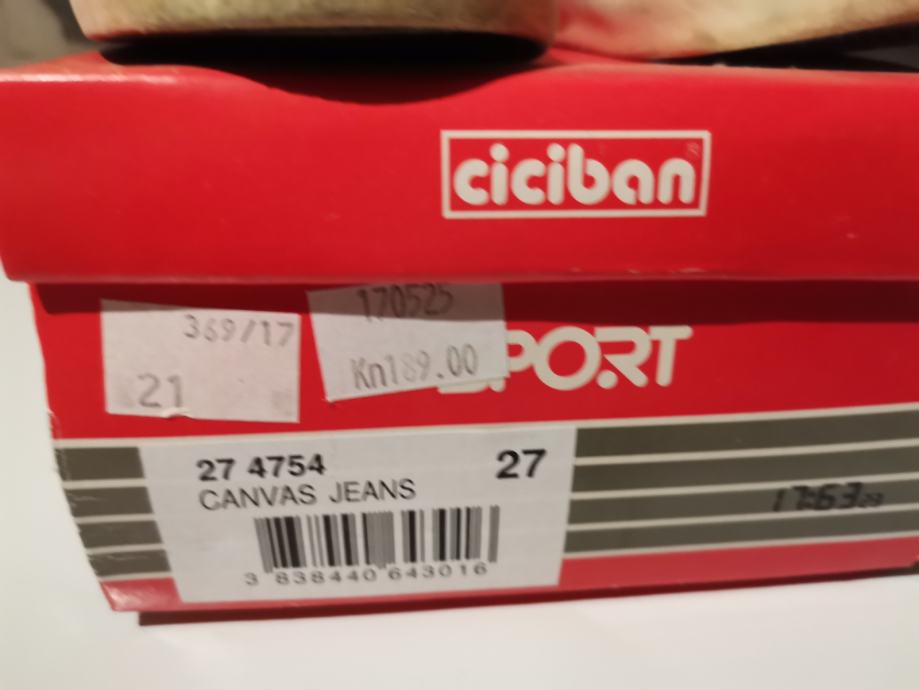 ciciban
369/17
21
170525
Kn189.00
SPORT
27 4754
27
CANVAS JEANS
3 838440 643016